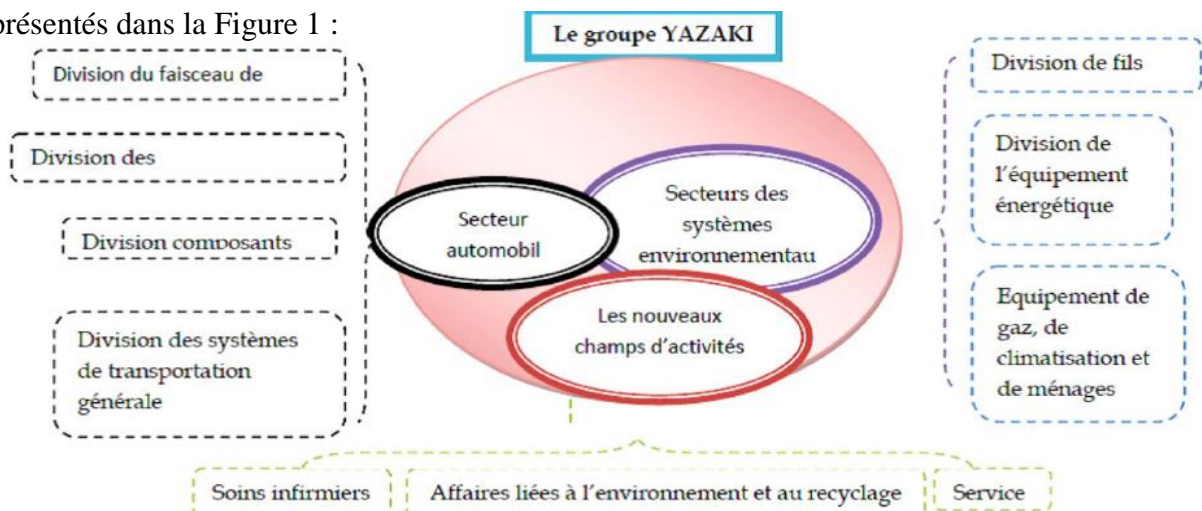 présentés dans la Figure 1 :
Le groupe YAZAKI
Division du faisceau de
Division des
Division composants
Division des systèmes
de transportation
générale
Secteur
automobil
Secteurs des
systèmes
environnementau
Les nouveaux
champs d'activités
Division de fils
Division de
l'équipement
énergétique
Equipement de
gaz, de
climatisation et
de ménages
Soins infirmiers
Affaires liées à l'environnement et au recyclage
Service